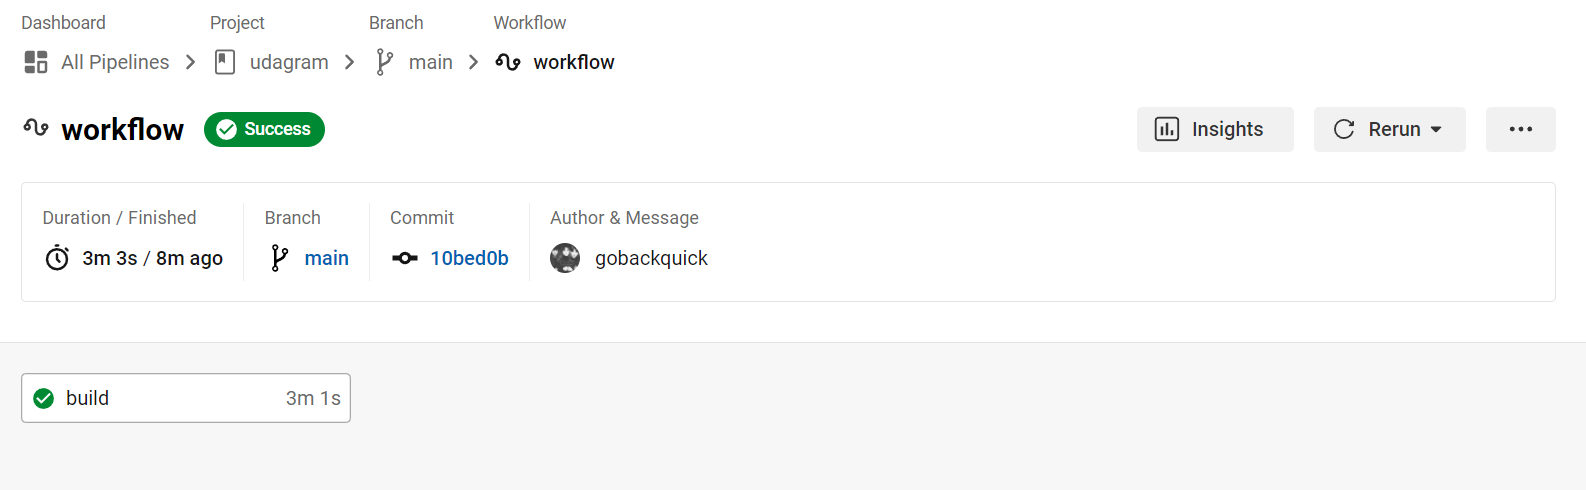 Dashboard Project Branch Workflow
All Pipelines udagram main workflow
workflow Success Insights Rerun
Duration / Finished Branch Commit Author & Message
3m 3s / 8m ago main 10bed0b gobackquick
build 3m 1s